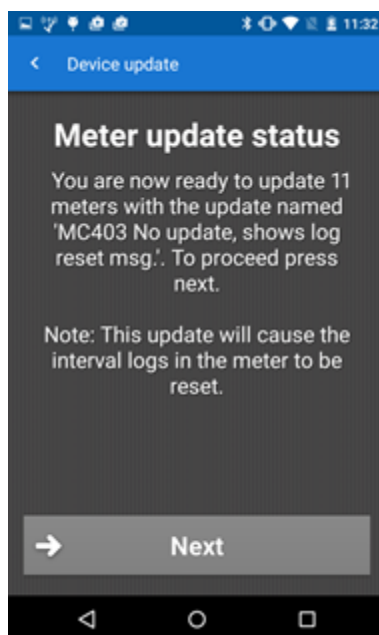 11:32
Device update
Meter update status
You are now ready to update 11
meters with the update named
'MC403 No update, shows log
reset msg.'. To proceed press
next.
Note: This update will cause the
interval logs in the meter to be
reset.
Next